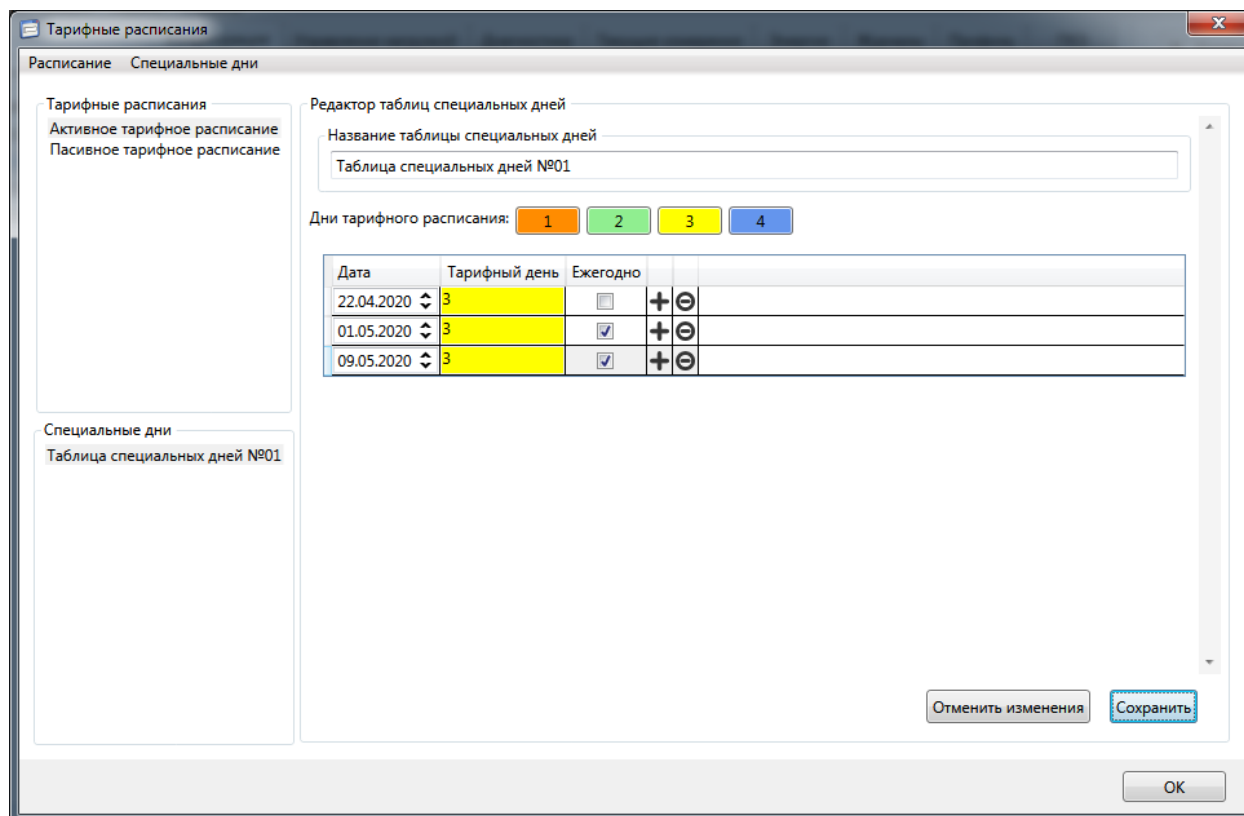 Тарифные расписания
Расписание Специальные дни
Тарифные расписания
Активное тарифное расписание
Пасивное тарифное расписание
Специальные дни
Таблица специальных дней №01
Редактор таблиц специальных дней
Название таблицы специальных дней
Таблица специальных дней №01
Дни тарифного расписания: 1 2 3 4
Дата Тарифный день Ежегодно
22.04.2020 3
01.05.2020 3
09.05.2020 3
Отменить изменения Сохранить
OK